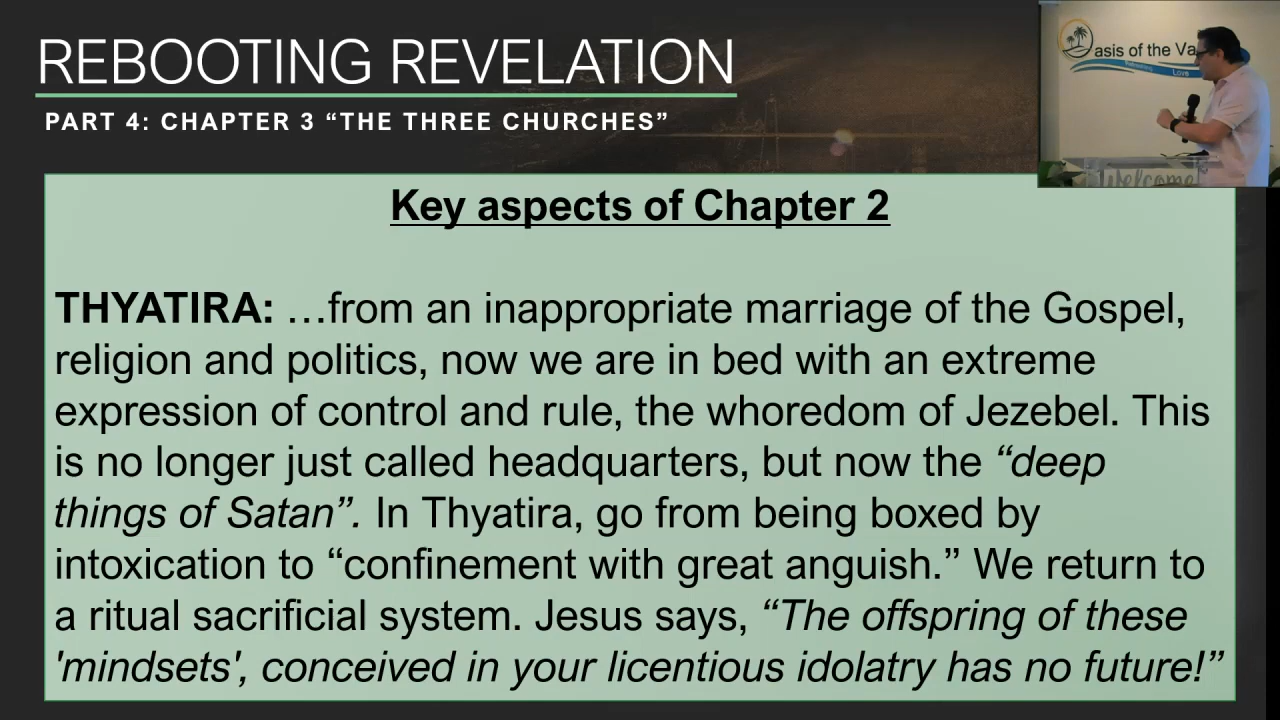 REBOOTING REVELATION
PART 4: CHAPTER 3 “THE THREE CHURCHES”
asis of the Va
Love
Welcome
Key aspects of Chapter 2
THYATIRA: …from an inappropriate marriage of the Gospel,
religion and politics, now we are in bed with an extreme
expression of control and rule, the whoredom of Jezebel. This
is no longer just called headquarters, but now the “deep
things of Satan”. In Thyatira, go from being boxed by
intoxication to “confinement with great anguish.” We return to
a ritual sacrificial system. Jesus says, “The offspring of these
'mindsets', conceived in your licentious idolatry has no future!”